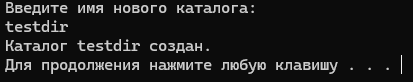 Введите имя нового каталога:
testdir
Каталог testdir создан.
Для продолжения нажмите любую клавишу . . .